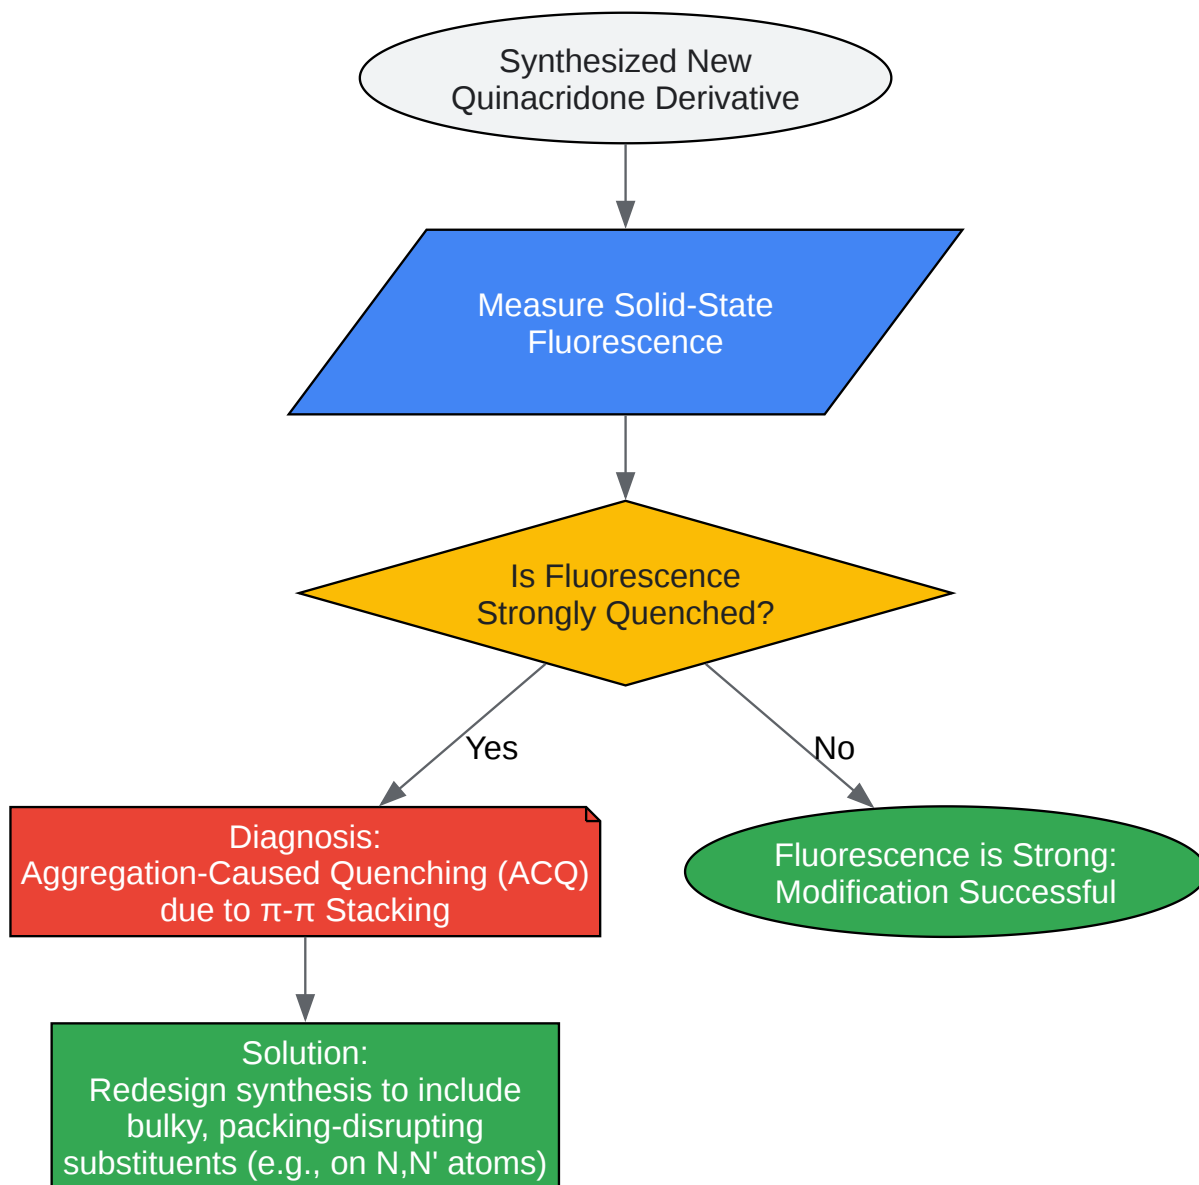 Synthesized New
Quinacridone Derivative
Measure Solid-State
Fluorescence
Is Fluorescence
Strongly Quenched?
Yes
No
Diagnosis:
Aggregation-Caused Quenching (ACQ)
due to π-π Stacking
Fluorescence is Strong:
Modification Successful
Solution:
Redesign synthesis to include
bulky, packing-disrupting
substituents (e.g., on N,N' atoms)